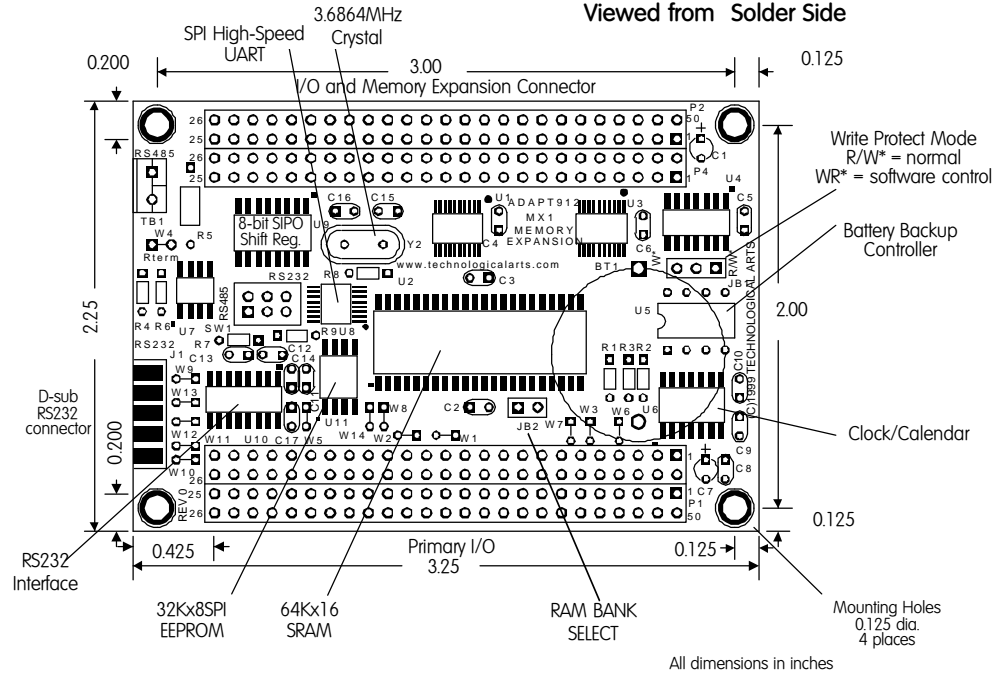 Viewed from Solder Side
3.6864MHz
Crystal
SPI High-Speed
UART
0.200
3.00
0.125
I/O and Memory Expansion Connector
P2
26
50
25
1
26
25
1
C1
P4
RS485
TB1
W4
Rterm
R5
R4 R6
8-bit SIPO
Shift Reg.
U9
C16
C15
Y2
U1
C4
ADAPT912
MX1
MEMORY
EXPANSION
www.technologicalarts.com
U3
C6
U4
C5
Write Protect Mode
R/W* = normal
WR* = software control
Battery Backup
Controller
W*
R/W*
JB1
BT1
U5
(C)1999 TECHNOLOGICAL ARTS
2.25
2.00
RS232
RS485
R8
U2
C3
U7
SW1
R7
R9
U8
C12
RS232
J1
C13
C14
W9
W13
W12
W11
W10
U10
C17
W5
C11
U11
W14
W8
W2
W1
C2
JB2
W7
W3
W6
R1
R3
R2
U6
C10
C9
C8
C7
D-sub
RS232
connector
Clock/Calendar
0.200
1
25
26
26
1
P1
50
REV.0
0.125
0.425
Primary I/O
0.125
3.25
RS232
Interface
32Kx8SPI
EEPROM
64Kx16
SRAM
RAM BANK
SELECT
Mounting Holes
0.125 dia.
4 places
All dimensions in inches